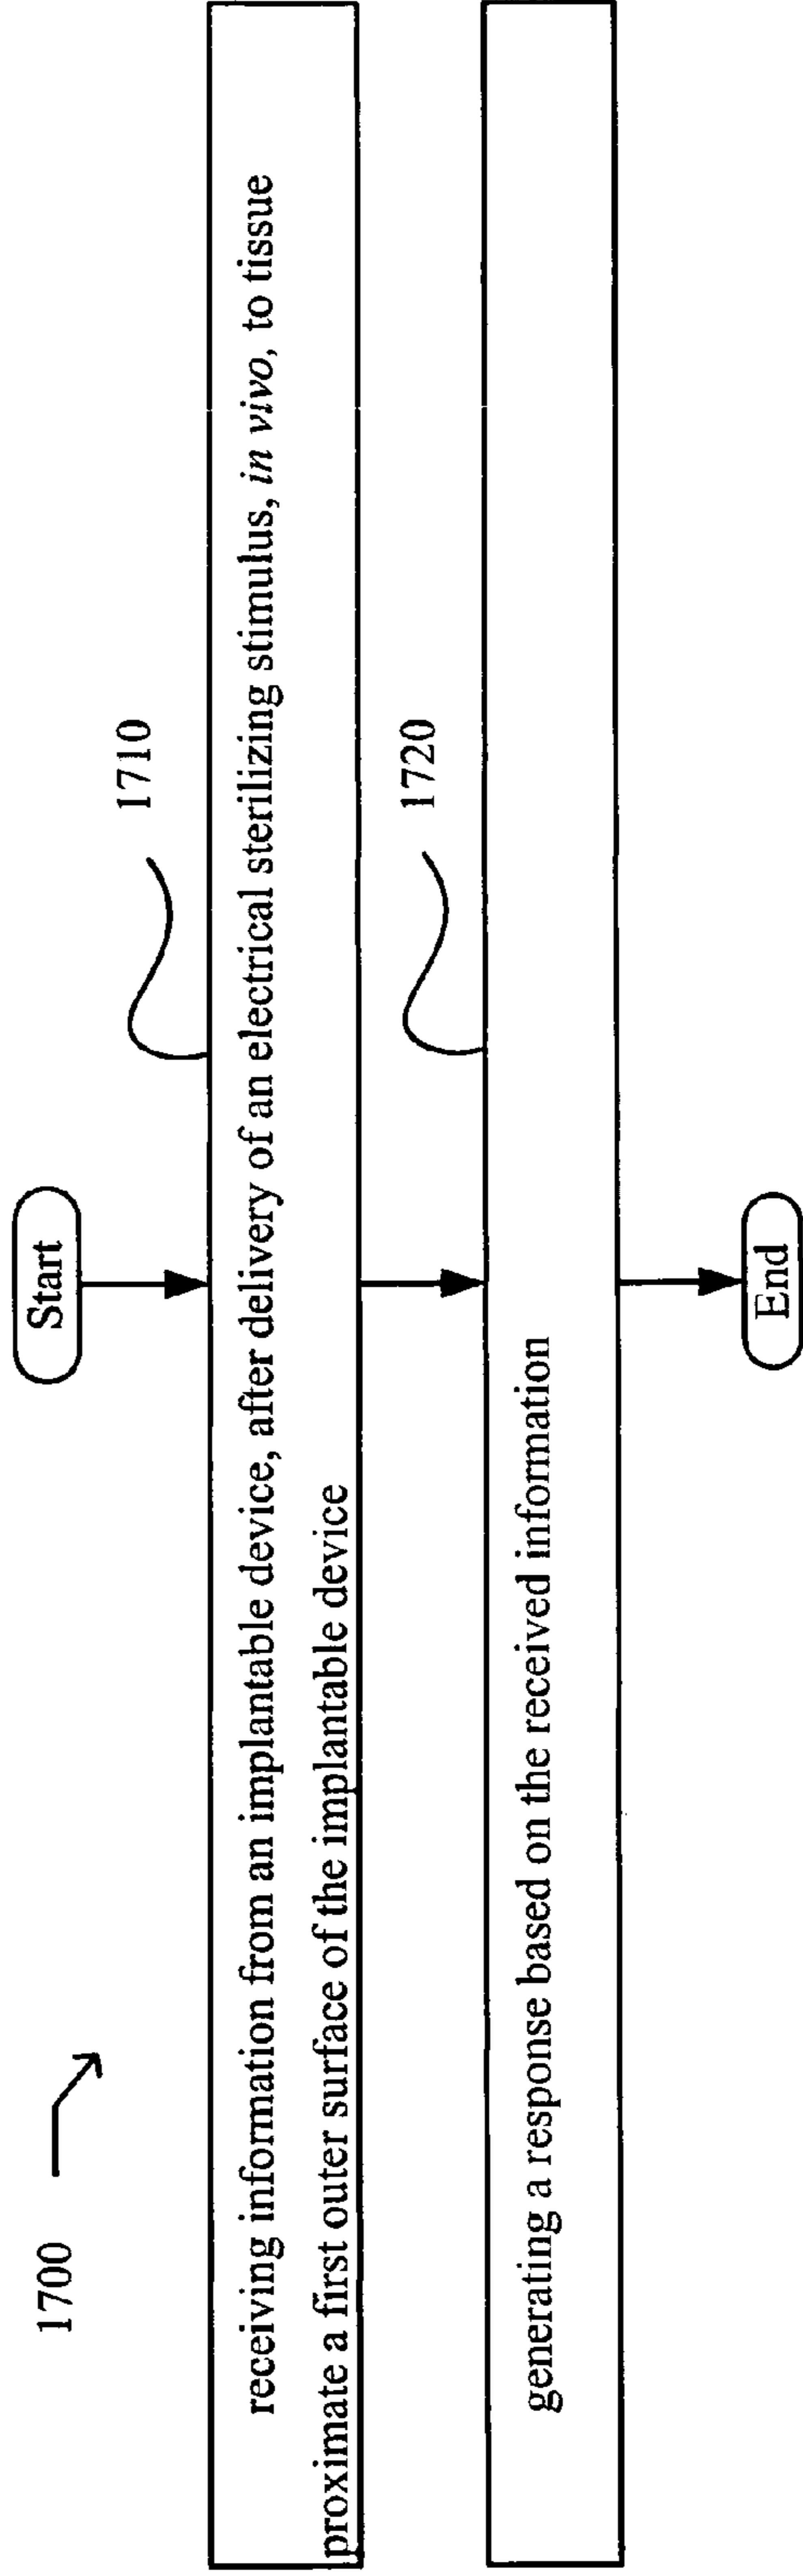 1700
Start
1710
receiving information from an implantable device, after delivery of an electrical sterilizing stimulus, in vivo, to tissue
proximate a first outer surface of the implantable device
1720
generating a response based on the received information
End